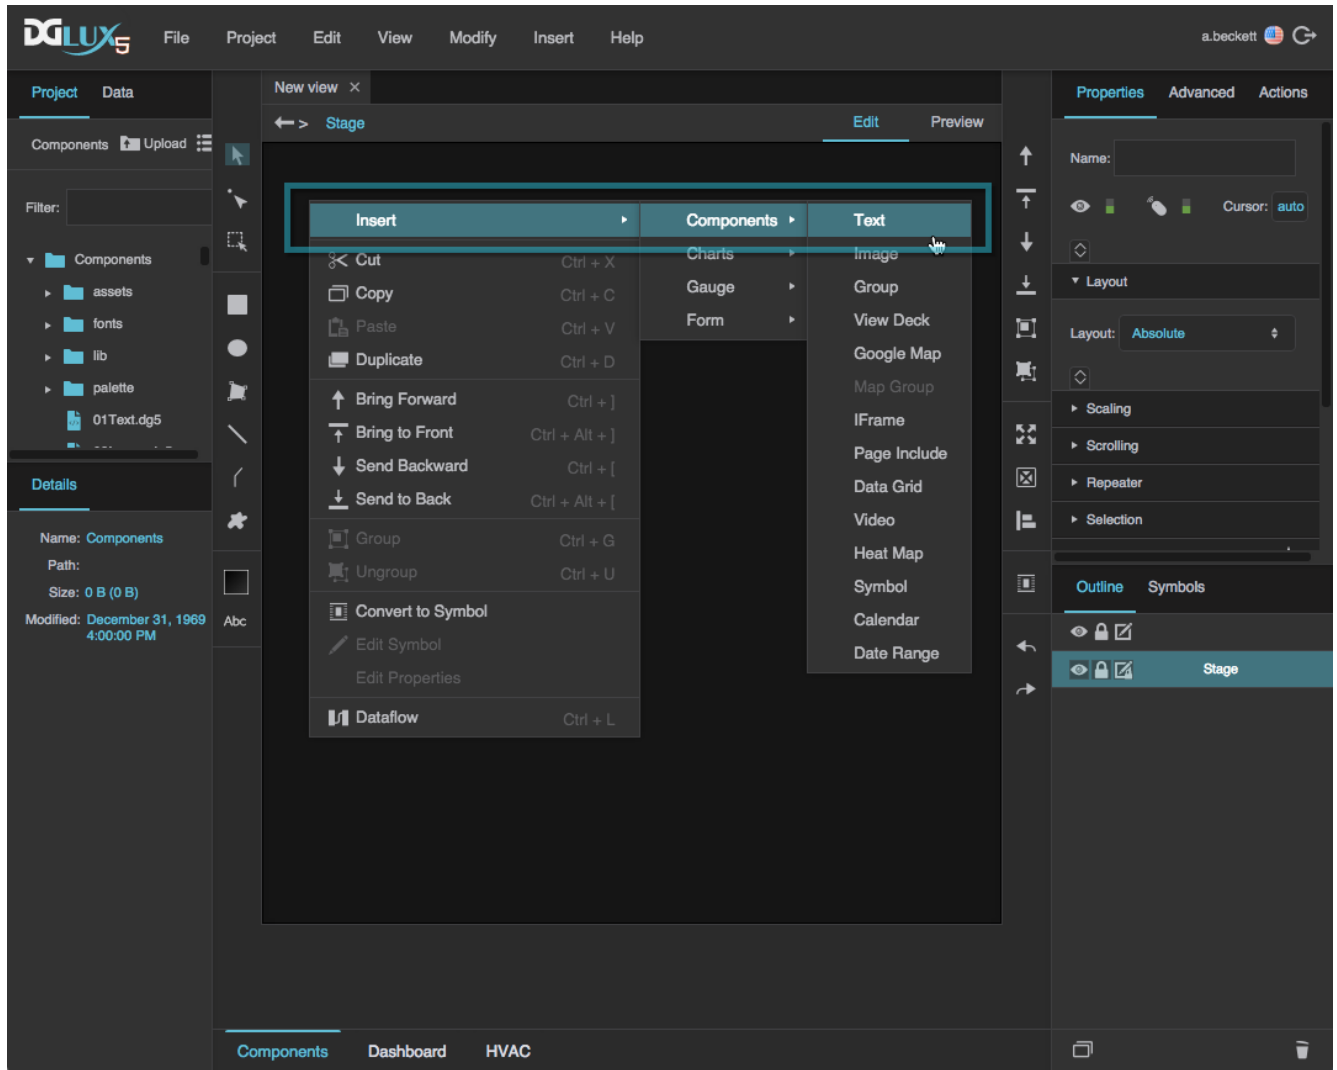 DGLUX5 File Project Edit View Modify Insert Help a.beckett
Project Data
New view ×
Properties Advanced Actions
> Stage
Edit Preview
Components Upload
Name:
Filter:
Cursor: auto
Components
assets
fonts
lib
palette
01Text.dg5
Insert
Cut Ctrl + X
Copy Ctrl + C
Paste Ctrl + V
Duplicate Ctrl + D
Bring Forward Ctrl + ]
Bring to Front Ctrl + Alt + ]
Send Backward Ctrl + [
Send to Back Ctrl + Alt + [
Group Ctrl + G
Ungroup Ctrl + U
Convert to Symbol
Edit Symbol
Edit Properties
Dataflow Ctrl + L
Components
Charts
Gauge
Form
Text
Image
Group
View Deck
Google Map
Map Group
IFrame
Page Include
Data Grid
Video
Heat Map
Symbol
Calendar
Date Range
Layout
Layout: Absolute
Scaling
Scrolling
Repeater
Selection
Details
Name: Components
Path:
Size: 0 B (0 B)
Modified: December 31, 1969
4:00:00 PM
Abc
Outline Symbols
Stage
Components Dashboard HVAC